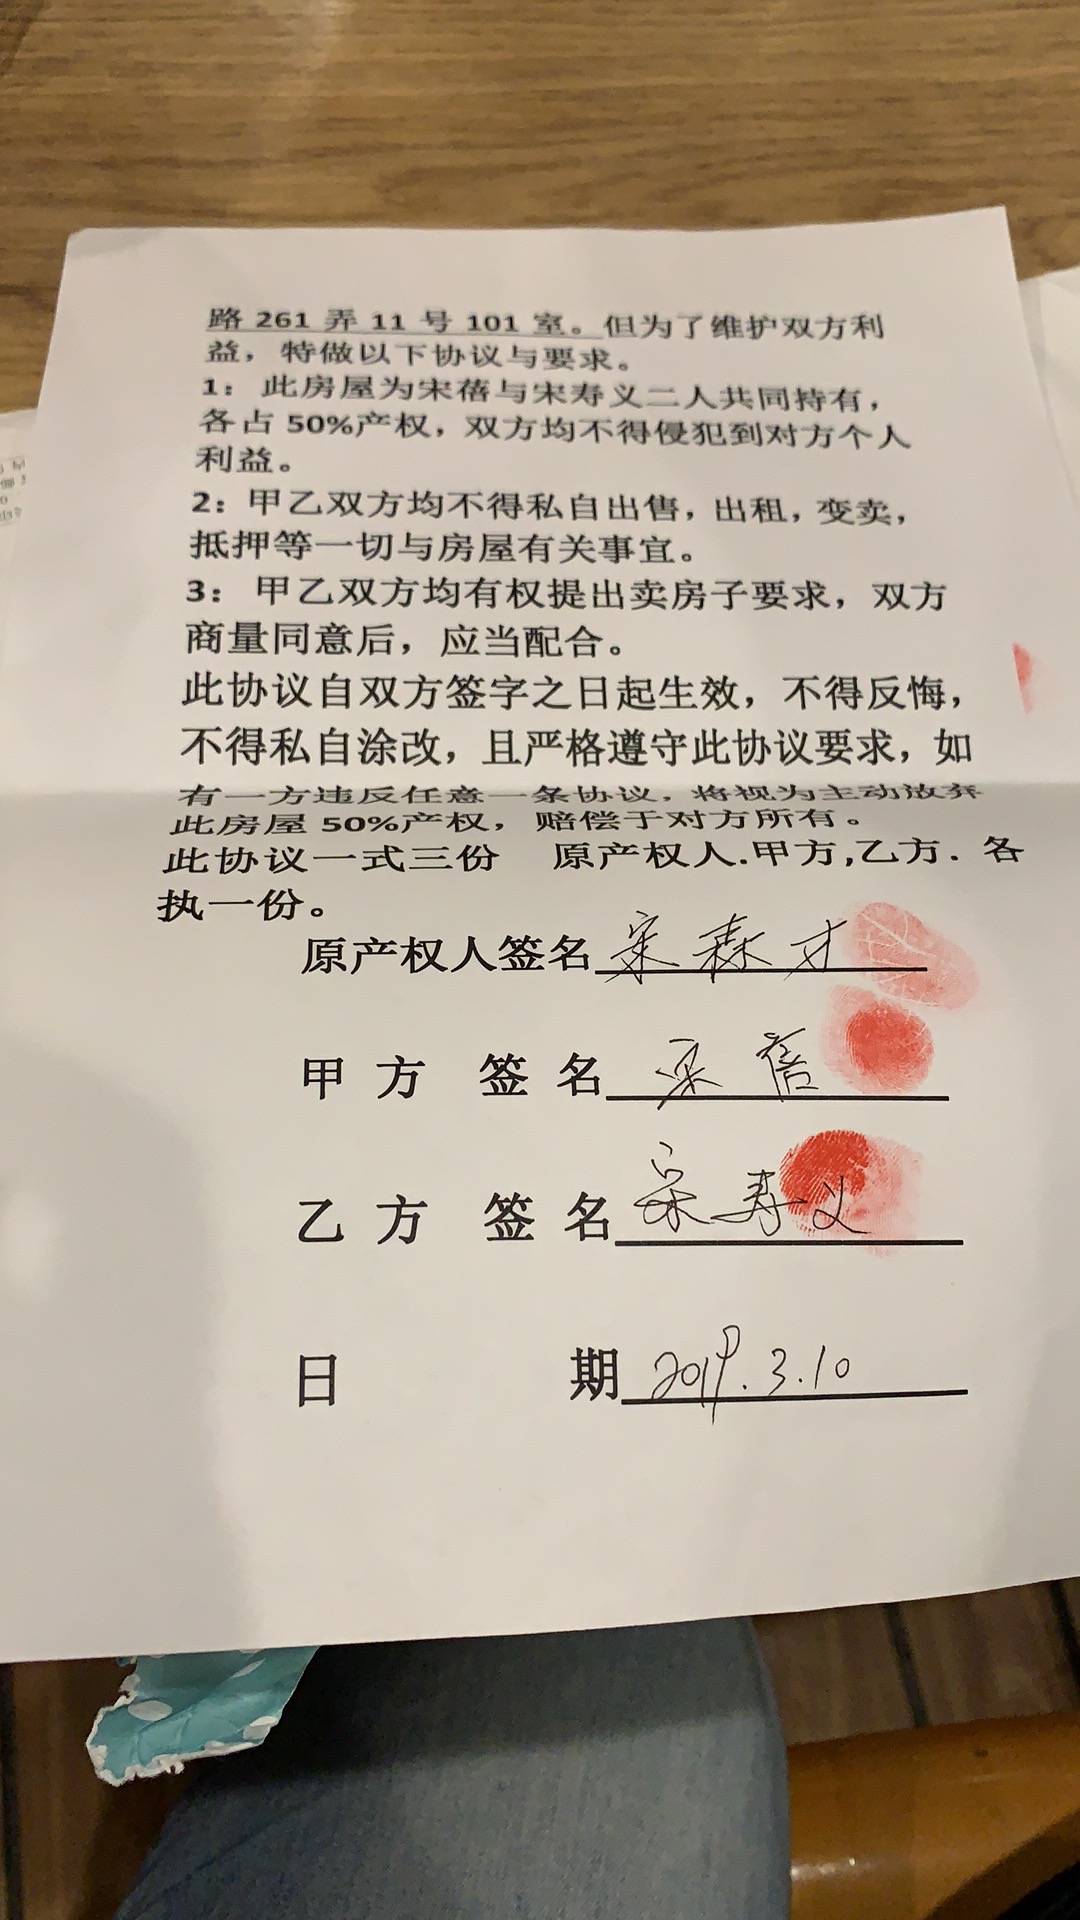 路 261 弄 11 号 101 室。但为了维护双方利
益，特做以下协议与要求。
1：此房屋为宋蓓与宋寿义二人共同持有，
各占 50%产权，双方均不得侵犯到对方个人
利益。
2：甲乙双方均不得私自出售，出租，变卖，
抵押等一切与房屋有关事宜。
3：甲乙双方均有权提出卖房子要求，双方
商量同意后，应当配合。
此协议自双方签字之日起生效，不得反悔，
不得私自涂改，且严格遵守此协议要求，如
有一方违反任意一条协议，将视为主动放弃
此房屋 50%产权，赔偿于对方所有。
此协议一式三份 原产权人.甲方,乙方. 各
执一份。
原产权人签名 宋森才
甲方 签名 宋蓓
乙方 签名 宋寿义
日 期 2019.3.10